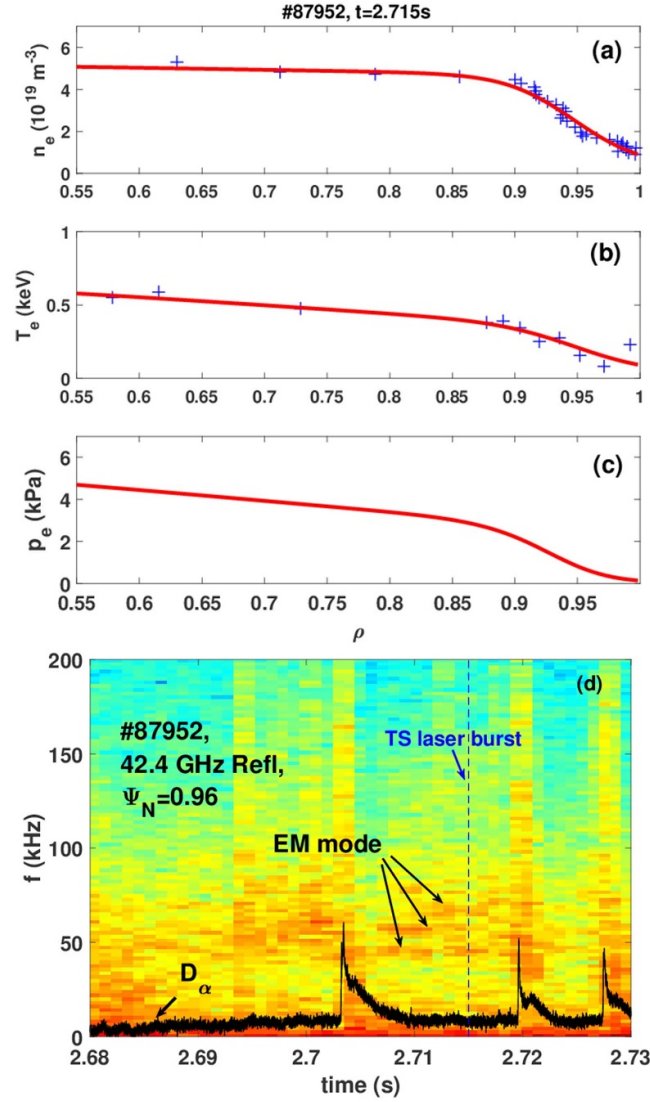 #87952, t=2.715s
(a)
n_e (10^19 m^-3)
6
4
2
0
0.55 0.6 0.65 0.7 0.75 0.8 0.85 0.9 0.95 1
(b)
T_e (keV)
1
0.5
0
0.55 0.6 0.65 0.7 0.75 0.8 0.85 0.9 0.95 1
(c)
p_e (kPa)
6
4
2
0
0.55 0.6 0.65 0.7 0.75 0.8 0.85 0.9 0.95
ρ
(d)
f (kHz)
200
150
100
50
0
#87952,
42.4 GHz Refl,
Ψ_N=0.96
TS laser burst
EM mode
D_α
2.68 2.69 2.7 2.71 2.72 2.73
time (s)